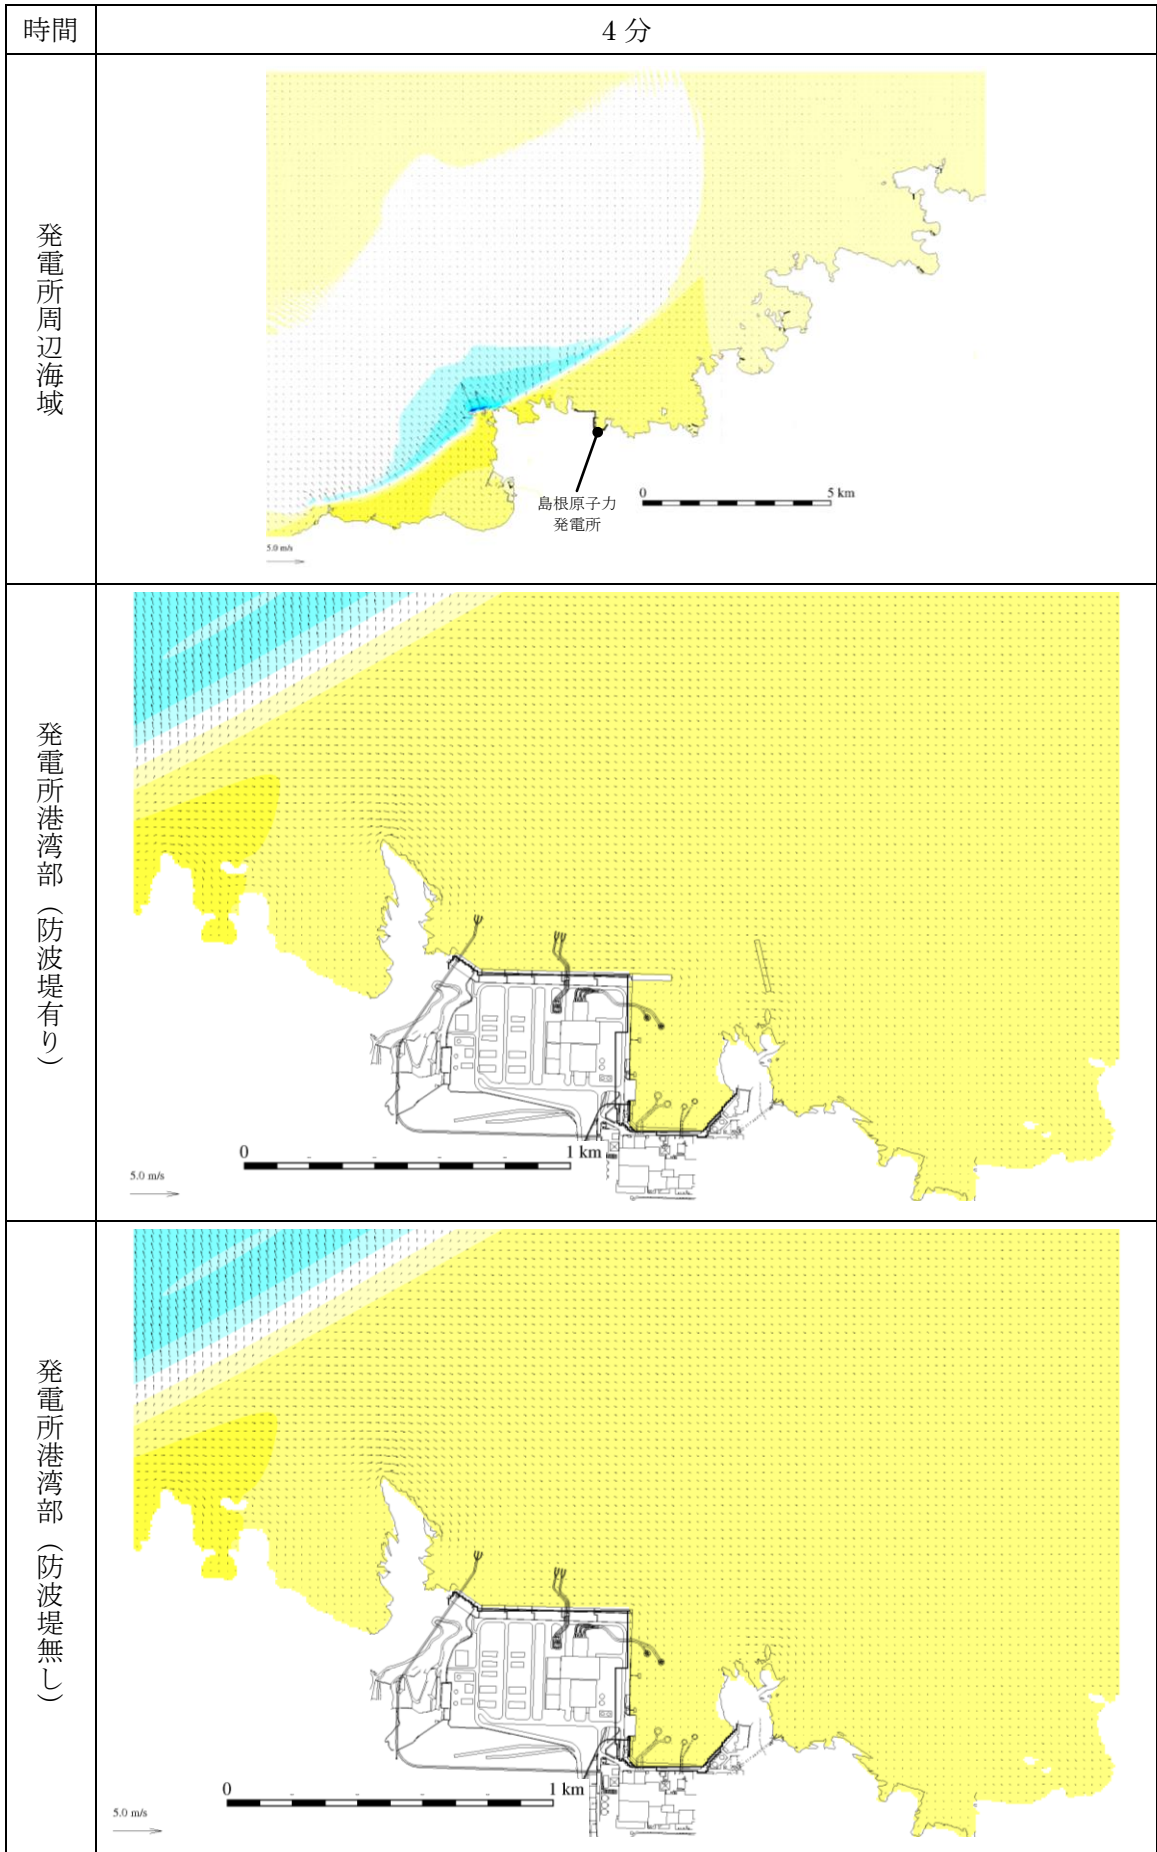 時間
4分
発電所周辺海域
島根原子力
発電所
0 5 km
5.0 m/s
発電所港湾部（防波堤有り）
0 1 km
5.0 m/s
発電所港湾部（防波堤無し）
0 1 km
5.0 m/s